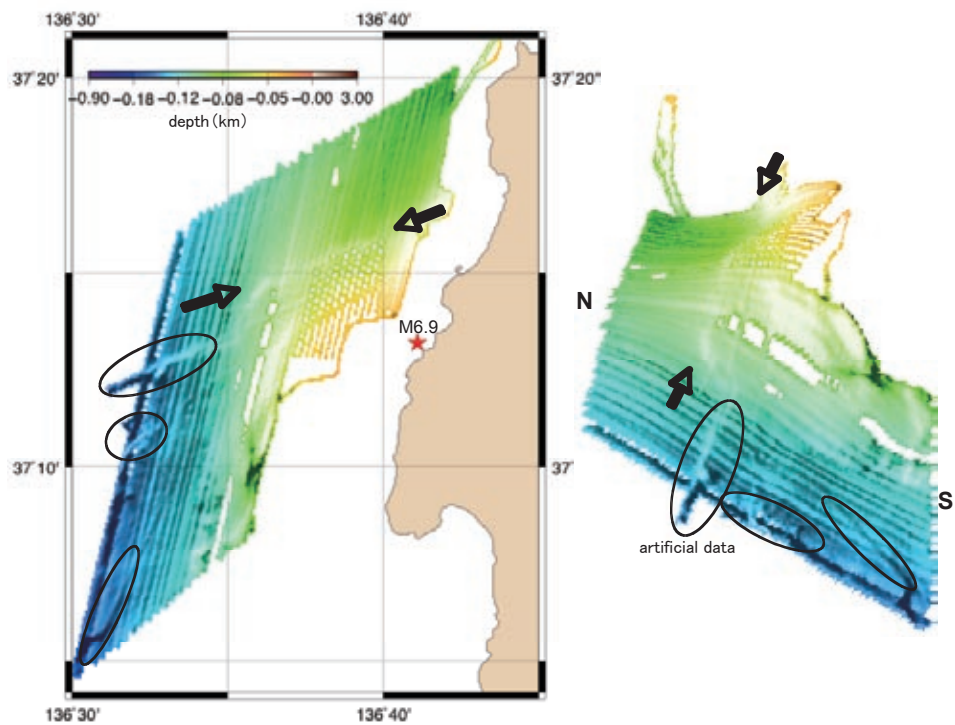 136˚30' 136˚40'
37˚20' 37˚20"
−0.90 −0.18 −0.12 −0.08 −0.05 −0.00 3.00
depth (km)
N
M6.9
37˚10' 37˚
S
artificial data
136˚30' 136˚40'